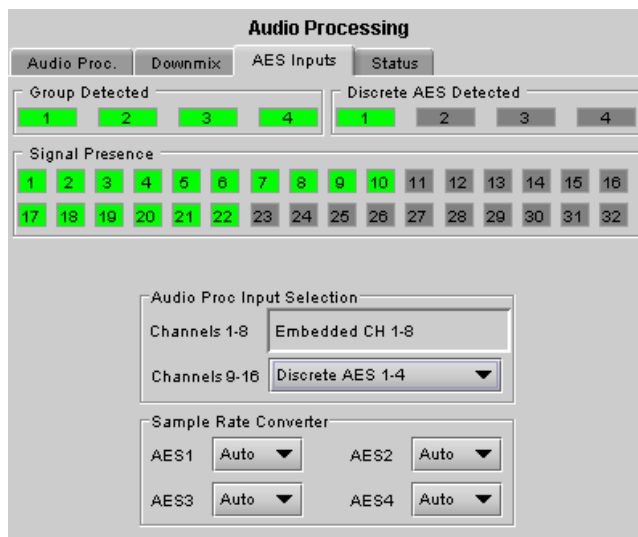 Audio Processing
Audio Proc. Downmix AES Inputs Status
Group Detected Discrete AES Detected
1 2 3 4 1 2 3 4
Signal Presence
1 2 3 4 5 6 7 8 9 10 11 12 13 14 15 16
17 18 19 20 21 22 23 24 25 26 27 28 29 30 31 32
Audio Proc Input Selection
Channels 1-8 Embedded CH 1-8
Channels 9-16 Discrete AES 1-4
Sample Rate Converter
AES1 Auto AES2 Auto
AES3 Auto AES4 Auto